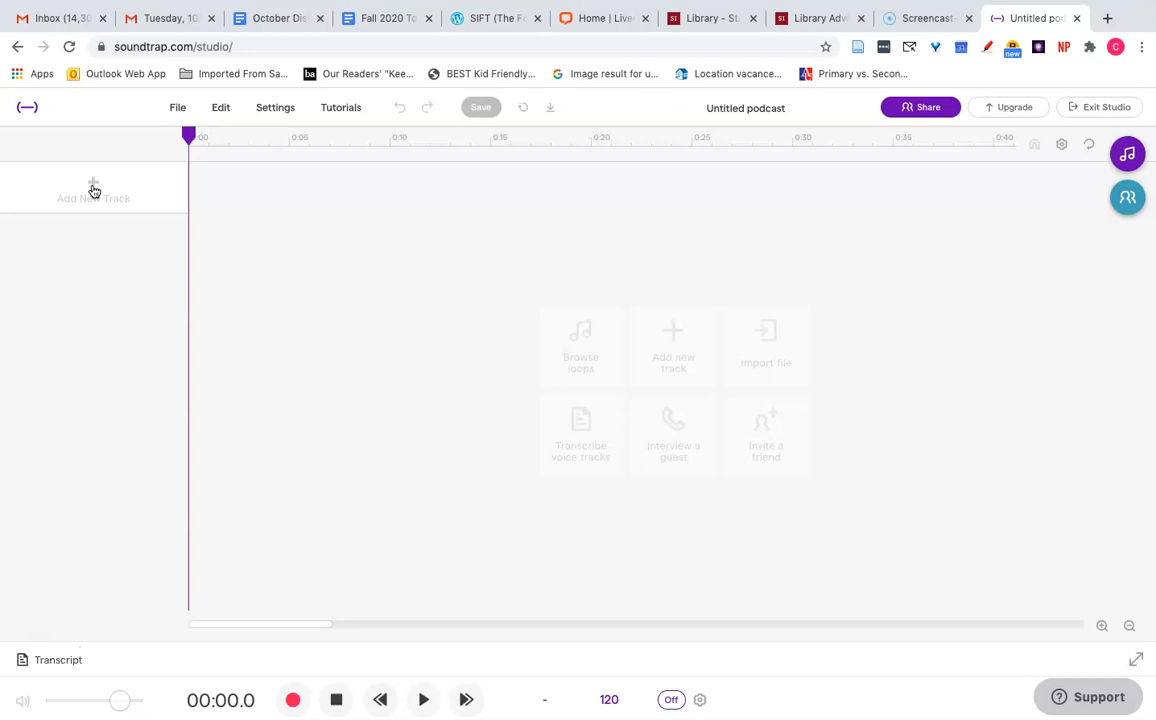 Inbox (14,30
Tuesday, 10,
October Dis
Fall 2020 To
SIFT (The Fo
Home | Live
Library - St.
Library Advi
Screencast-
Untitled pod
soundtrap.com/studio/
C
Apps
Outlook Web App
Imported From Sa...
ba
Our Readers' "Kee...
BEST Kid Friendly...
Image result for u...
Location vacance...
Primary vs. Secon...
new
NP
File
Edit
Settings
Tutorials
Save
Untitled podcast
Share
Upgrade
Exit Studio
:00
0:05
0:10
0:15
0:20
0:25
0:30
0:35
0:40
Add New Track
Browse loops
Add new track
Import file
Transcribe voice tracks
Interview a guest
Invite a friend
Transcript
00:00.0
-
120
Off
Support